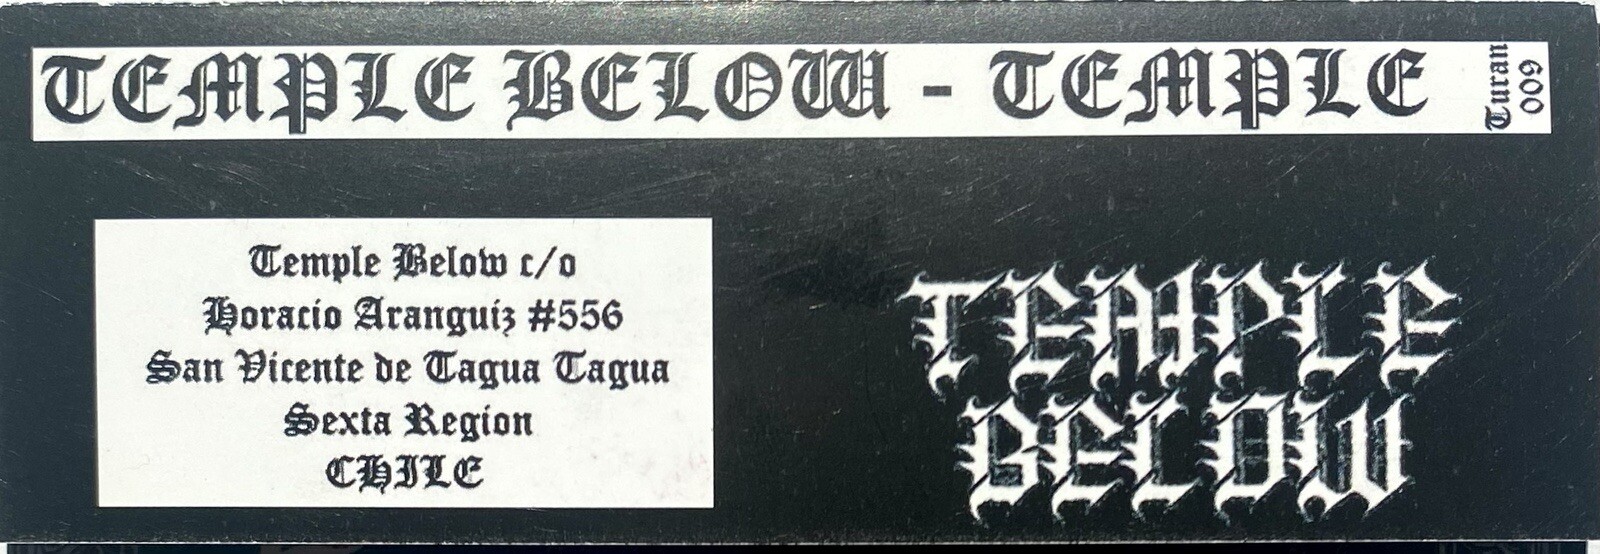 TEMPLE BELOW - TEMPLE
Turan
009
Temple Below c/o
Horacio Aranguiz #556
San Vicente de Tagua Tagua
Sexta Region
CHILE
TEMPLE
BELOW